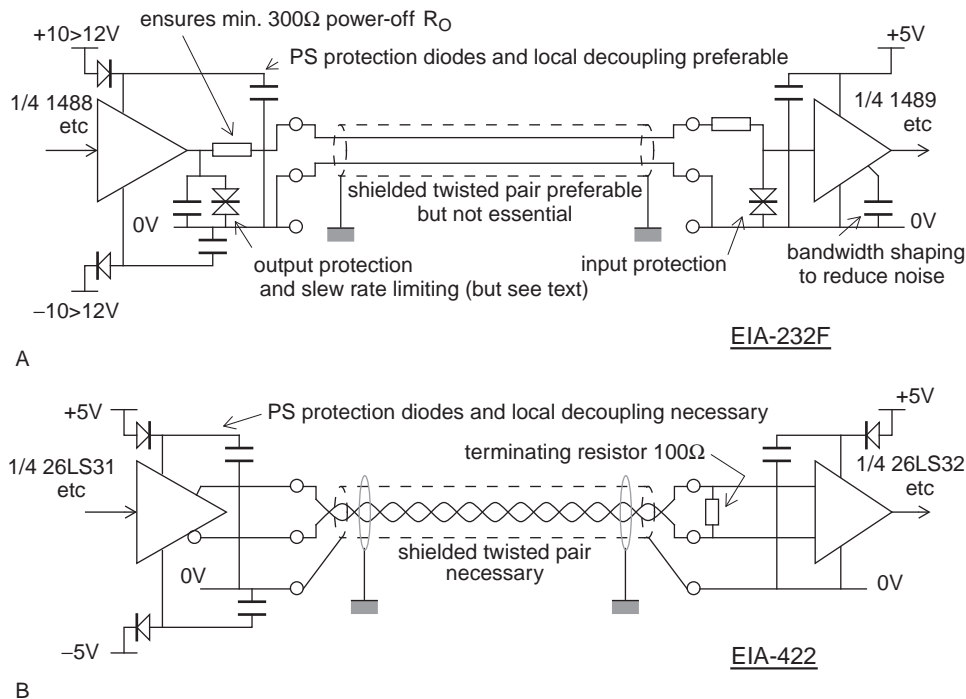 ensures min. 300Ω power-off RO
+10>12V
PS protection diodes and local decoupling preferable
+5V
1/4 1488
etc
1/4 1489
etc
shielded twisted pair preferable
but not essential
0V
0V
output protection
and slew rate limiting (but see text)
input protection
bandwidth shaping
to reduce noise
–10>12V
EIA-232F
A
+5V
PS protection diodes and local decoupling necessary
+5V
terminating resistor 100Ω
1/4 26LS31
etc
1/4 26LS32
etc
shielded twisted pair
necessary
0V
0V
–5V
EIA-422
B